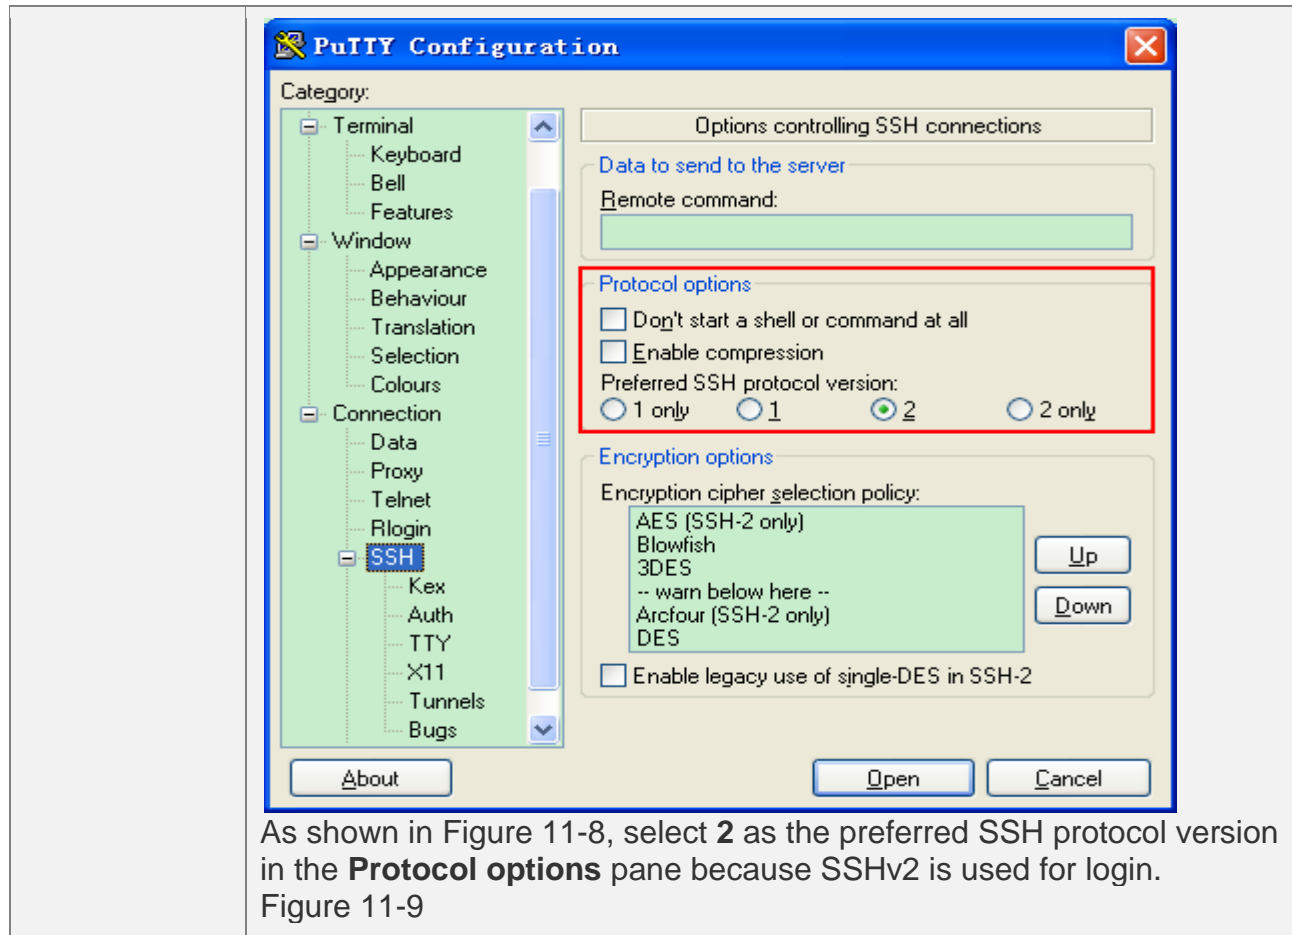 PuTTY Configuration
Category:
Terminal
Keyboard
Bell
Features
Window
Appearance
Behaviour
Translation
Selection
Colours
Connection
Data
Proxy
Telnet
Rlogin
SSH
Kex
Auth
TTY
X11
Tunnels
Bugs
Options controlling SSH connections
Data to send to the server
Remote command:
Protocol options
Don't start a shell or command at all
Enable compression
Preferred SSH protocol version:
1 only 1 2 2 only
Encryption options
Encryption cipher selection policy:
AES (SSH-2 only)
Blowfish
3DES
-- warn below here --
Arcfour (SSH-2 only)
DES
Up
Down
Enable legacy use of single-DES in SSH-2
About Open Cancel
As shown in Figure 11-8, select 2 as the preferred SSH protocol version
in the Protocol options pane because SSHv2 is used for login.
Figure 11-9